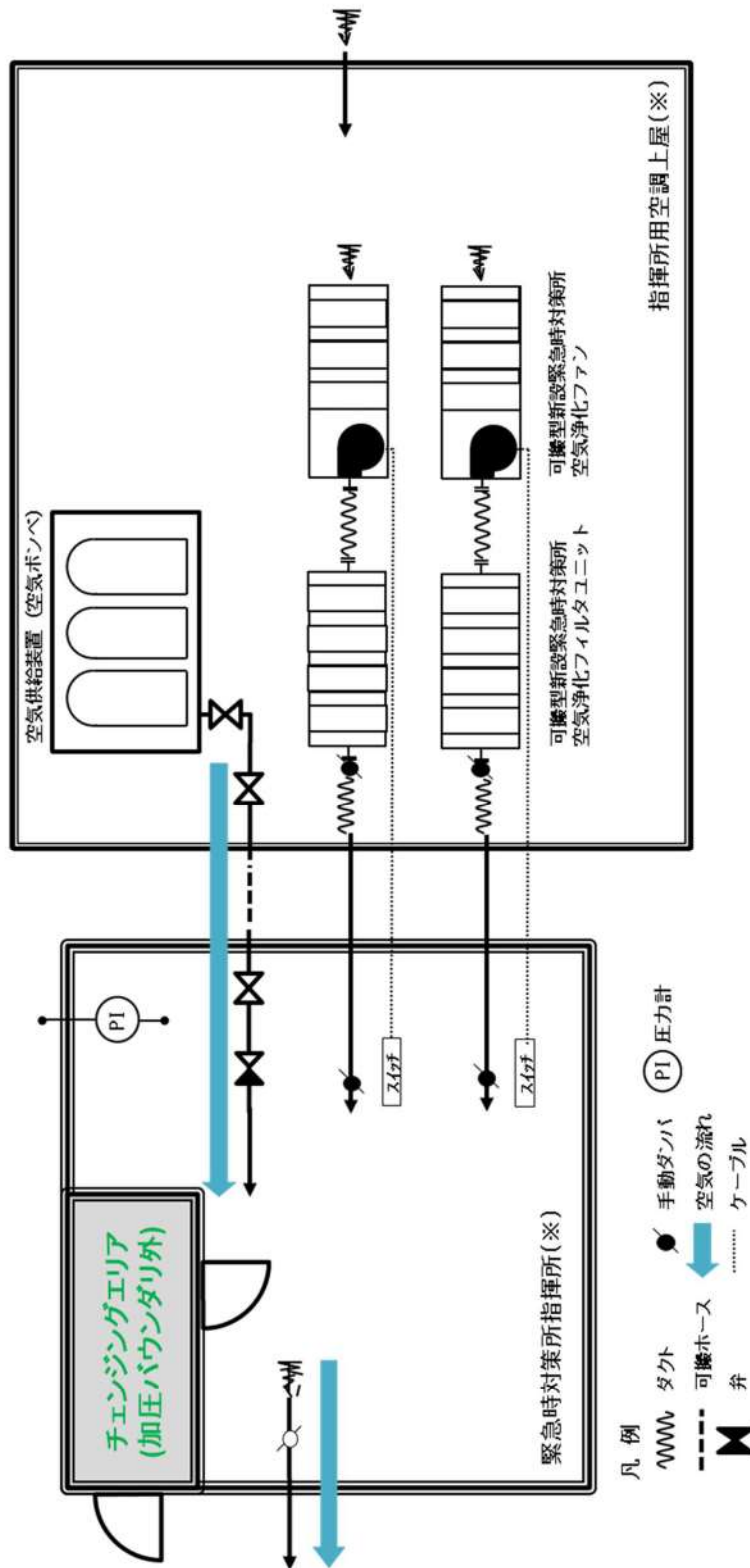 指揮所用空調上屋(※)
空気供給装置 (空気ボンベ)
可搬型新設緊急時対策所
空気浄化フィルタユニット
可搬型新設緊急時対策所
空気浄化ファン
チェンジングエリア
(加圧バウンダリ外)
PI
スイッチ
スイッチ
緊急時対策所指揮所(※)
凡 例
ダクト
手動ダンパ
PI 圧力計
可搬ホース
空気の流れ
弁
ケーブル